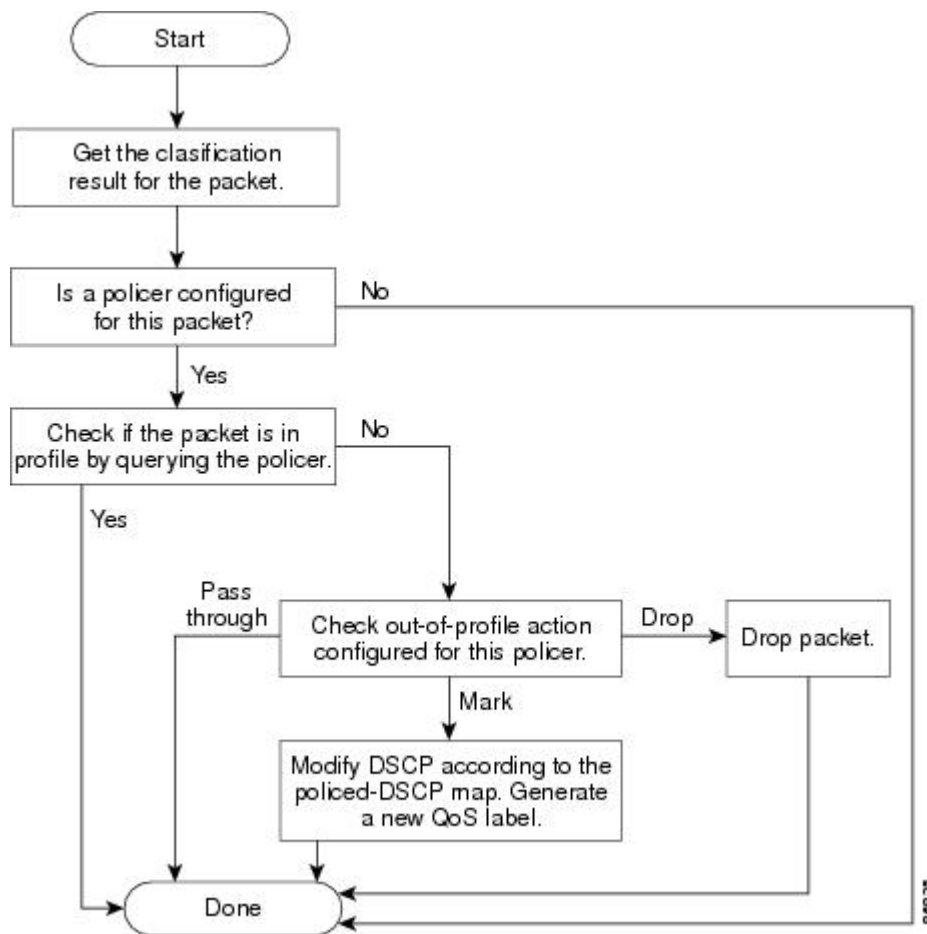 Start
Get the clasification
result for the packet.
Is a policer configured
for this packet?
No
Yes
Check if the packet is in
profile by querying the policer.
No
Yes
Pass
through
Check out-of-profile action
configured for this policer.
Drop
Drop packet.
Mark
Modify DSCP according to the
policed-DSCP map. Generate
a new QoS label.
Done